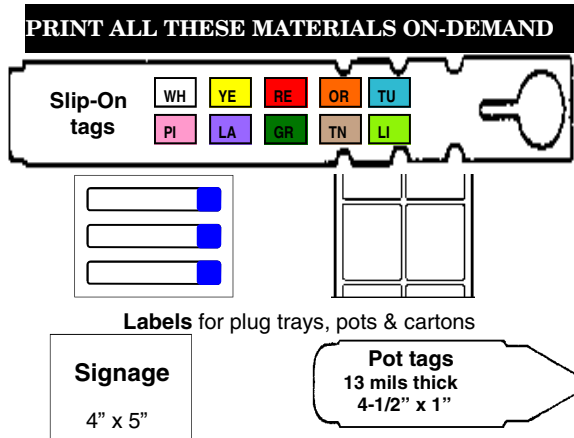 PRINT ALL THESE MATERIALS ON-DEMAND
Slip-On
tags
WH YE RE OR TU
PI LA GR TN LI
Labels for plug trays, pots & cartons
Signage
4” x 5”
Pot tags
13 mils thick
4-1/2” x 1”